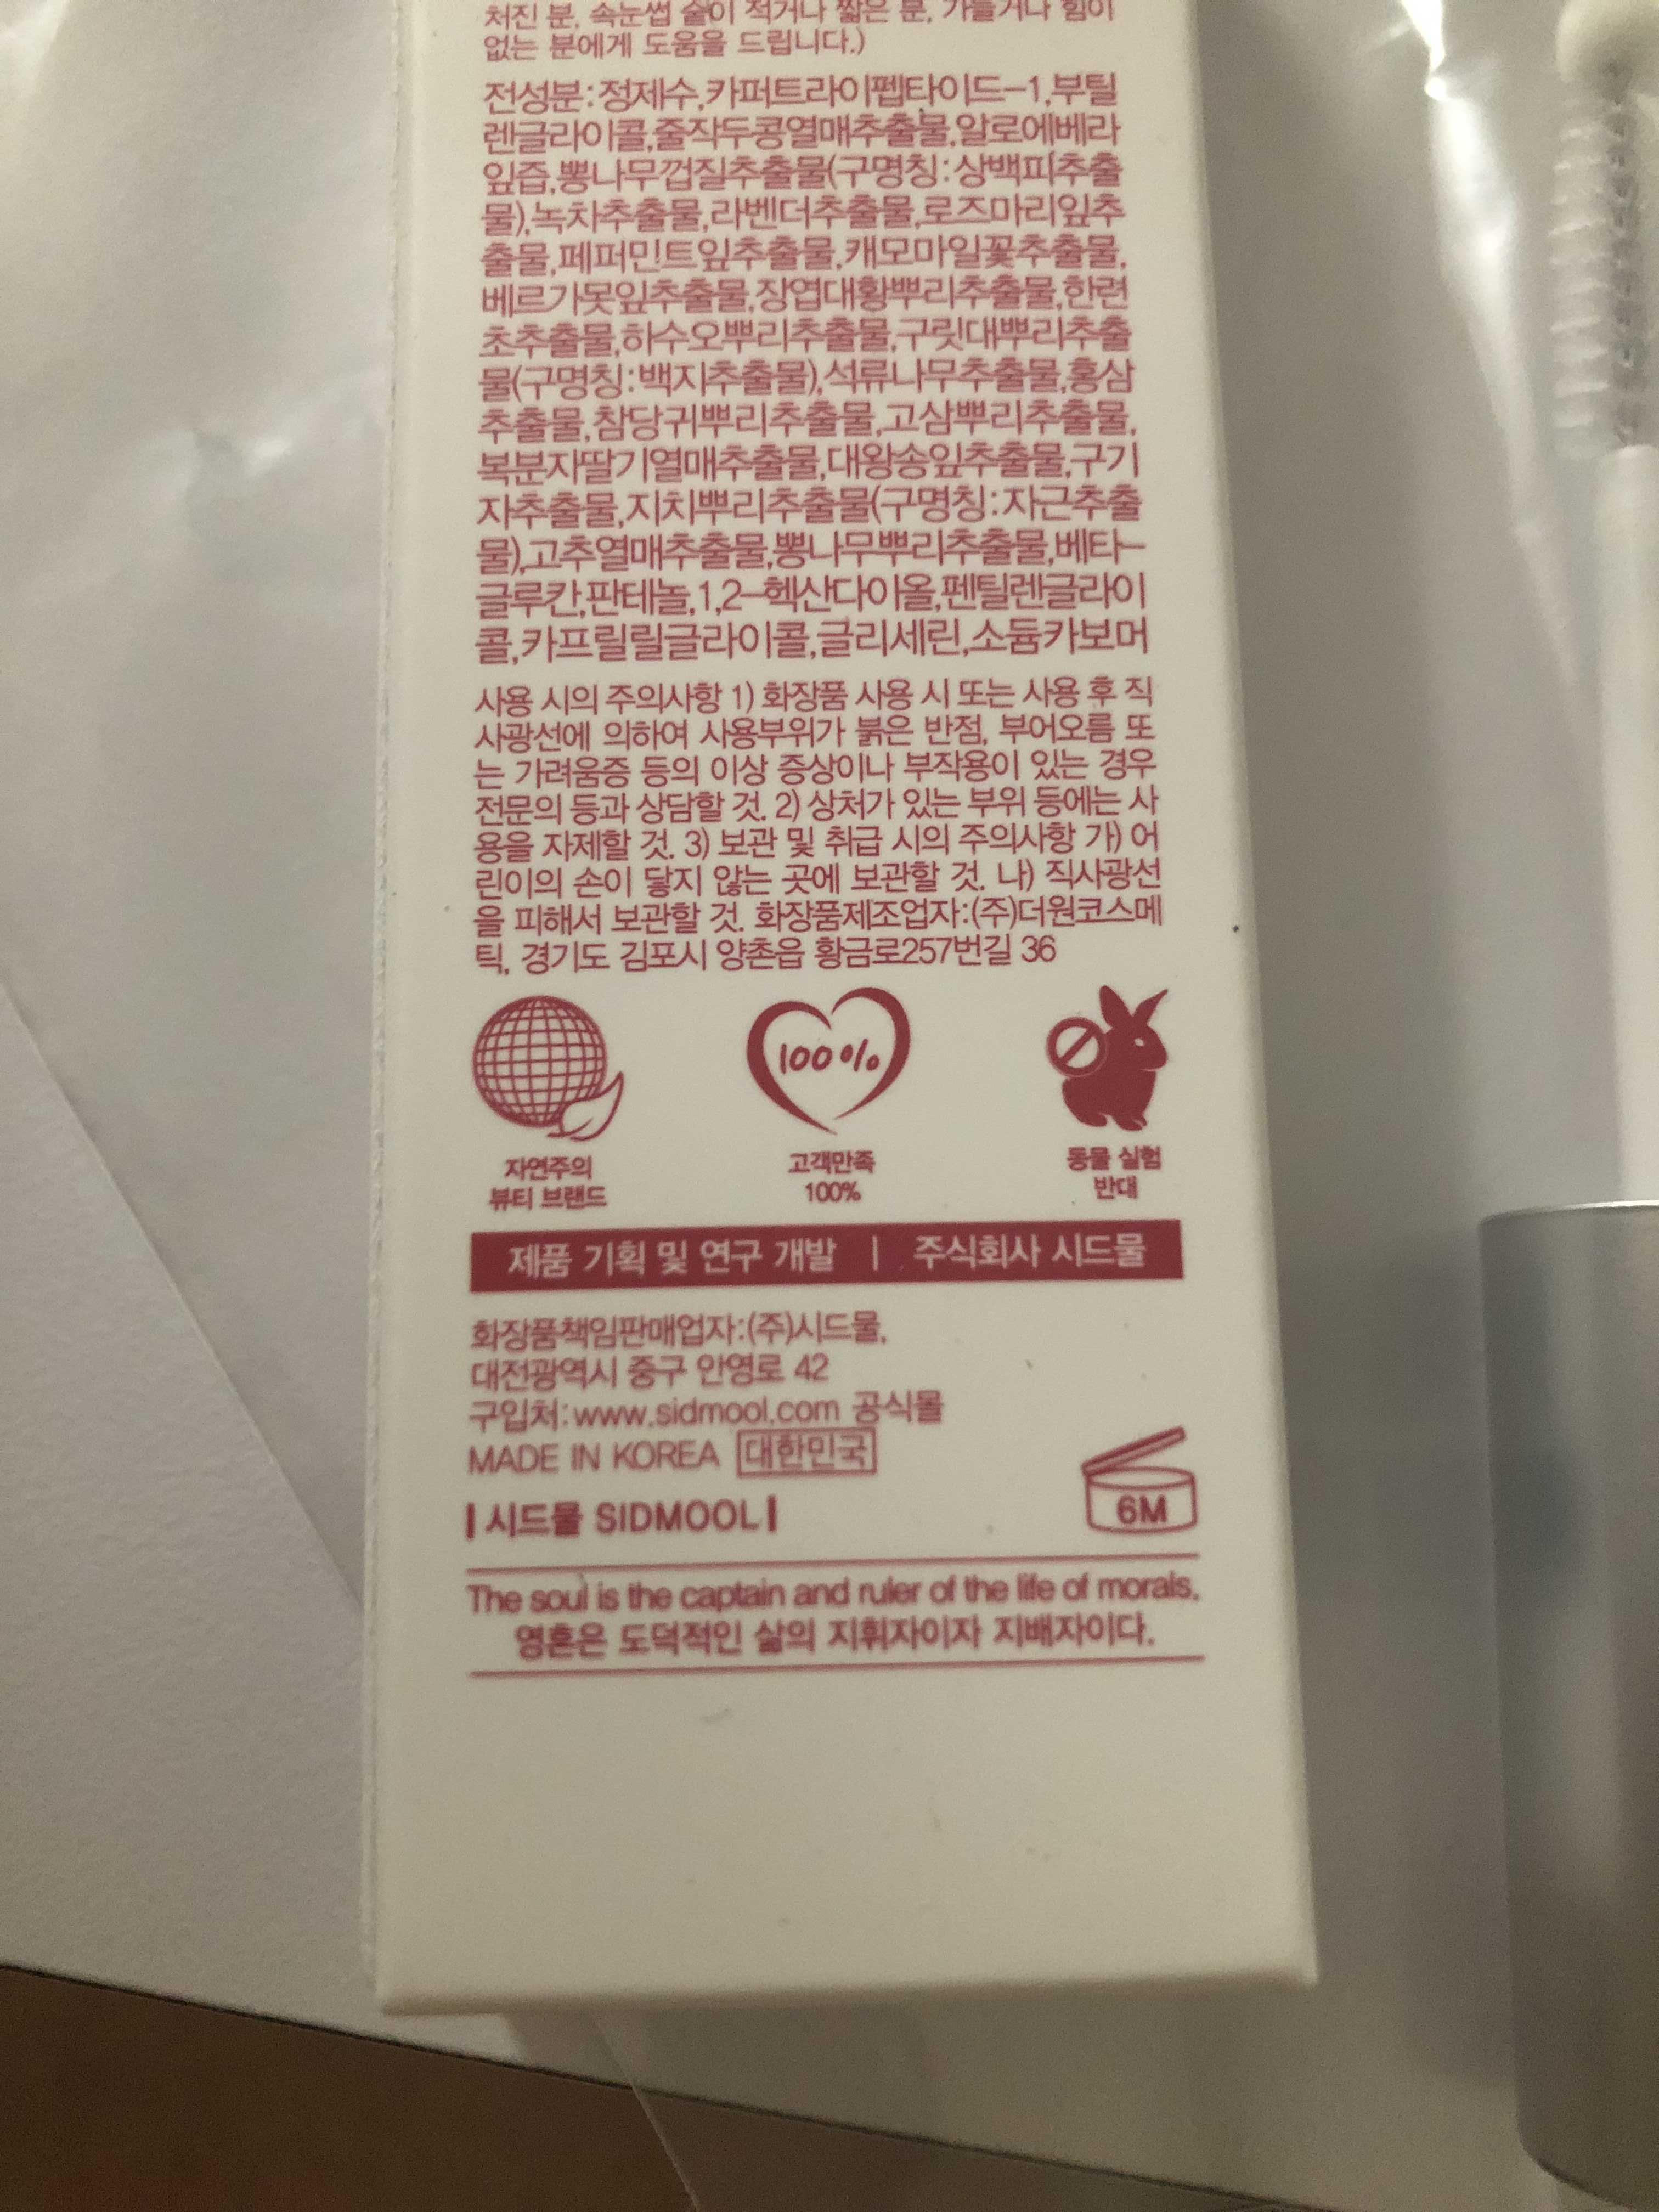 처진 분, 속눈썹 숱이 적거나 짧은 분, 가늘거나 힘이
없는 분에게 도움을 드립니다.)
전성분:정제수,카퍼트라이펩타이드-1,부틸
렌글라이콜,줄작두콩열매추출물,알로에베라
잎즙,뽕나무껍질추출물(구명칭:상백피추출
물),녹차추출물,라벤더추출물,로즈마리잎추
출물,페퍼민트잎추출물,캐모마일꽃추출물,
베르가못잎추출물,장엽대황뿌리추출물,한련
초추출물,하수오뿌리추출물,구릿대뿌리추출
물(구명칭:백지추출물),석류나무추출물,홍삼
추출물,참당귀뿌리추출물,고삼뿌리추출물,
복분자딸기열매추출물,대왕송잎추출물,구기
자추출물,지치뿌리추출물(구명칭:자근추출
물),고추열매추출물,뽕나무뿌리추출물,베타-
글루칸,판테놀,1,2-헥산다이올,펜틸렌글라이
콜,카프릴릴글라이콜,글리세린,소듐카보머
사용 시의 주의사항 1) 화장품 사용 시 또는 사용 후 직
사광선에 의하여 사용부위가 붉은 반점, 부어오름 또
는 가려움증 등의 이상 증상이나 부작용이 있는 경우
전문의 등과 상담할 것. 2) 상처가 있는 부위 등에는 사
용을 자제할 것. 3) 보관 및 취급 시의 주의사항 가) 어
린이의 손이 닿지 않는 곳에 보관할 것. 나) 직사광선
을 피해서 보관할 것. 화장품제조업자:(주)더원코스메
틱, 경기도 김포시 양촌읍 황금로257번길 36
100%
자연주의
뷰티 브랜드
고객만족
100%
동물 실험
반대
제품 기획 및 연구 개발 | 주식회사 시드물
화장품책임판매업자:(주)시드물,
대전광역시 중구 안영로 42
구입처:www.sidmool.com 공식몰
MADE IN KOREA 대한민국
6M
| 시드물 SIDMOOL |
The soul is the captain and ruler of the life of morals.
영혼은 도덕적인 삶의 지휘자이자 지배자이다.